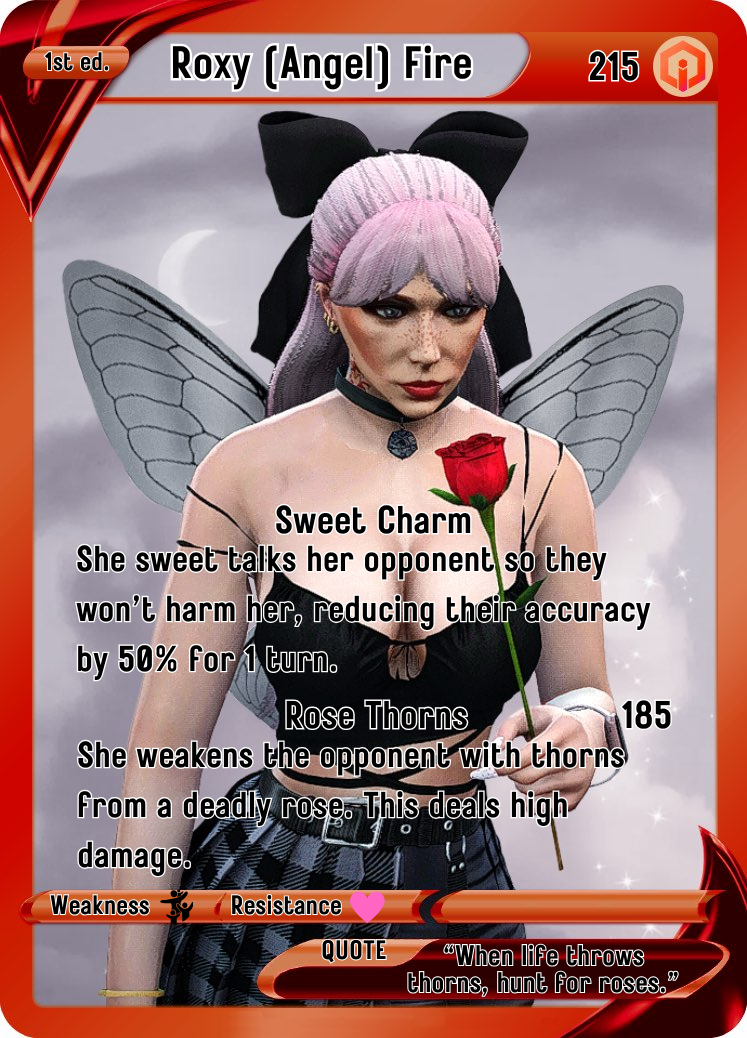 1st ed.
Roxy (Angel) Fire
215
Sweet Charm
She sweet talks her opponent so they
won't harm her, reducing their accuracy
by 50% for 1 turn.
Rose Thorns
185
She weakens the opponent with thorns
from a deadly rose. This deals high
damage.
Weakness
Resistance
QUOTE
“When life throws
thorns, hunt for roses.”